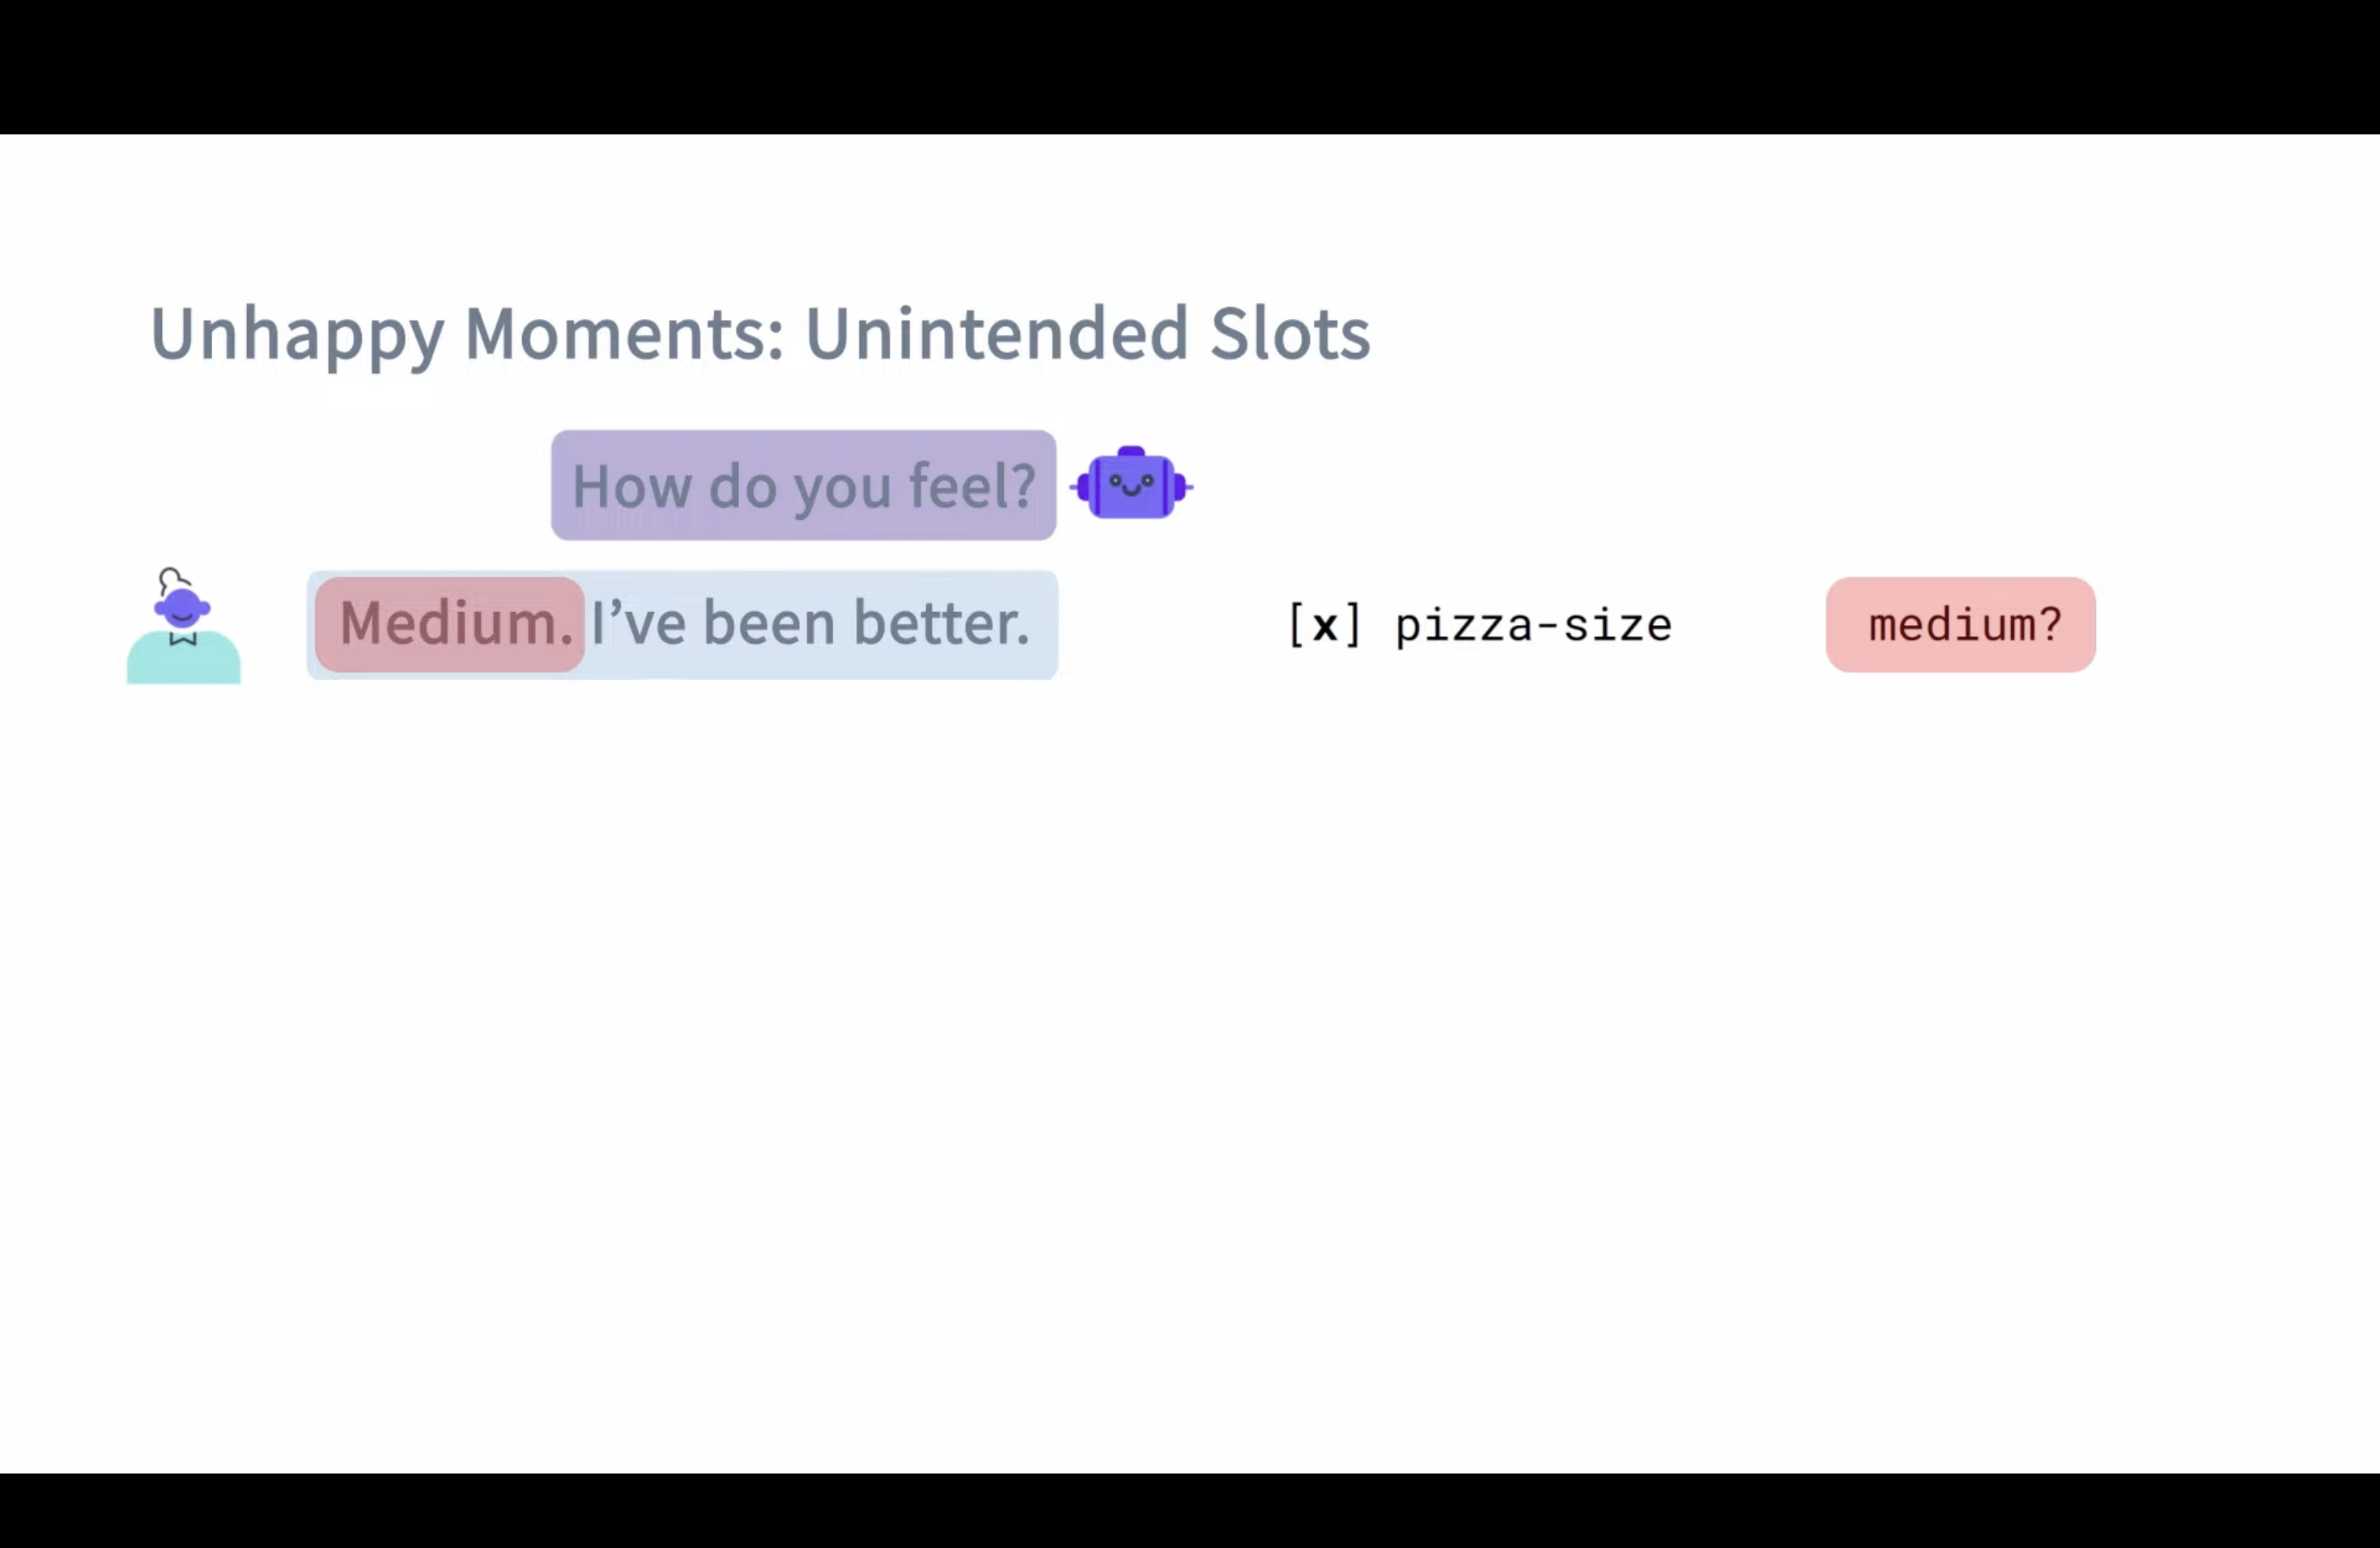 Unhappy Moments: Unintended Slots
How do you feel?
Medium. I’ve been better.
[x] pizza-size
medium?